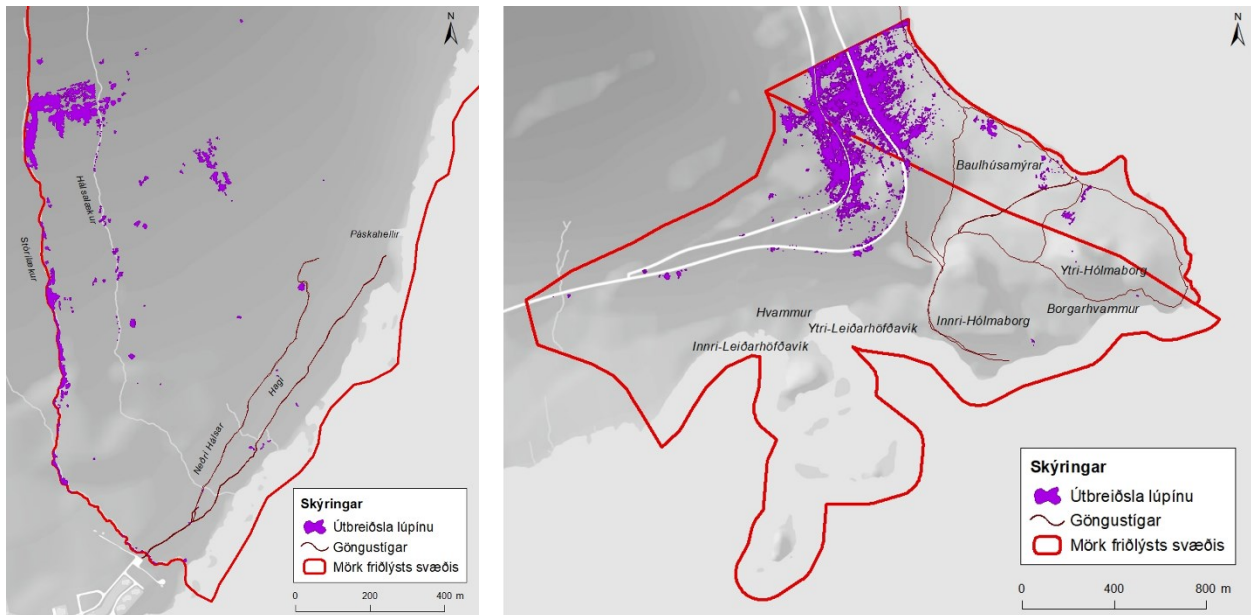 N
Hálsalækur
Stórilækur
Páskahellir
Hagi
Neðri Hálsar
Skýringar
Útbreiðsla lúpínu
Göngustígar
Mörk friðlýsts svæðis
0 200 400 m
N
Baulhúsamýrar
Ytri-Hólmaborg
Borgarhvammur
Innri-Hólmaborg
Hvammur
Ytri-Leiðarhöfðavík
Innri-Leiðarhöfðavík
Skýringar
Útbreiðsla lúpínu
Göngustígar
Mörk friðlýsts svæðis
0 400 800 m